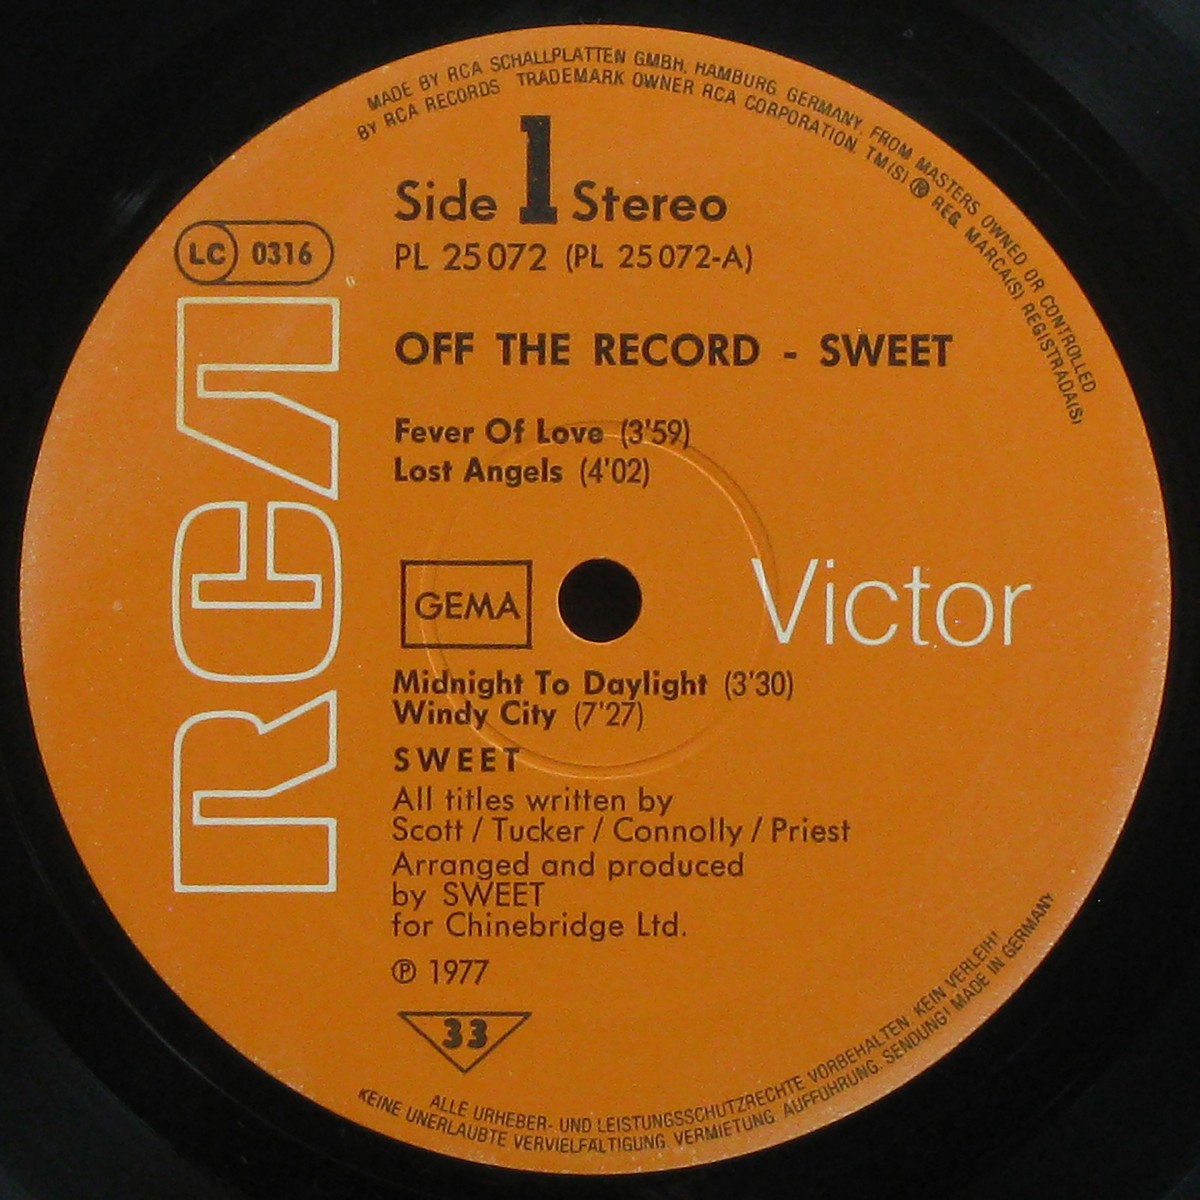 MADE BY RCA SCHALLPLATTEN GMBH, HAMBURG, GERMANY, FROM MASTERS OWNED OR CONTROLLED
BY RCA RECORDS TRADEMARK OWNER RCA CORPORATION. TM(S) ® REG. MARCA(S) REGISTRADA(S)
Side 1 Stereo
LC 0316
PL 25072 (PL 25072-A)
OFF THE RECORD - SWEET
Fever Of Love (3'59)
Lost Angels (4'02)
RCA
GEMA
Victor
Midnight To Daylight (3'30)
Windy City (7'27)
SWEET
All titles written by
Scott / Tucker / Connolly / Priest
Arranged and produced
by SWEET
for Chinebridge Ltd.
℗ 1977
33
ALLE URHEBER- UND LEISTUNGSSCHUTZRECHTE VORBEHALTEN. KEIN VERLEIH!
KEINE UNERLAUBTE VERVIELFÄLTIGUNG, VERMIETUNG, AUFFÜHRUNG, SENDUNG! MADE IN GERMANY